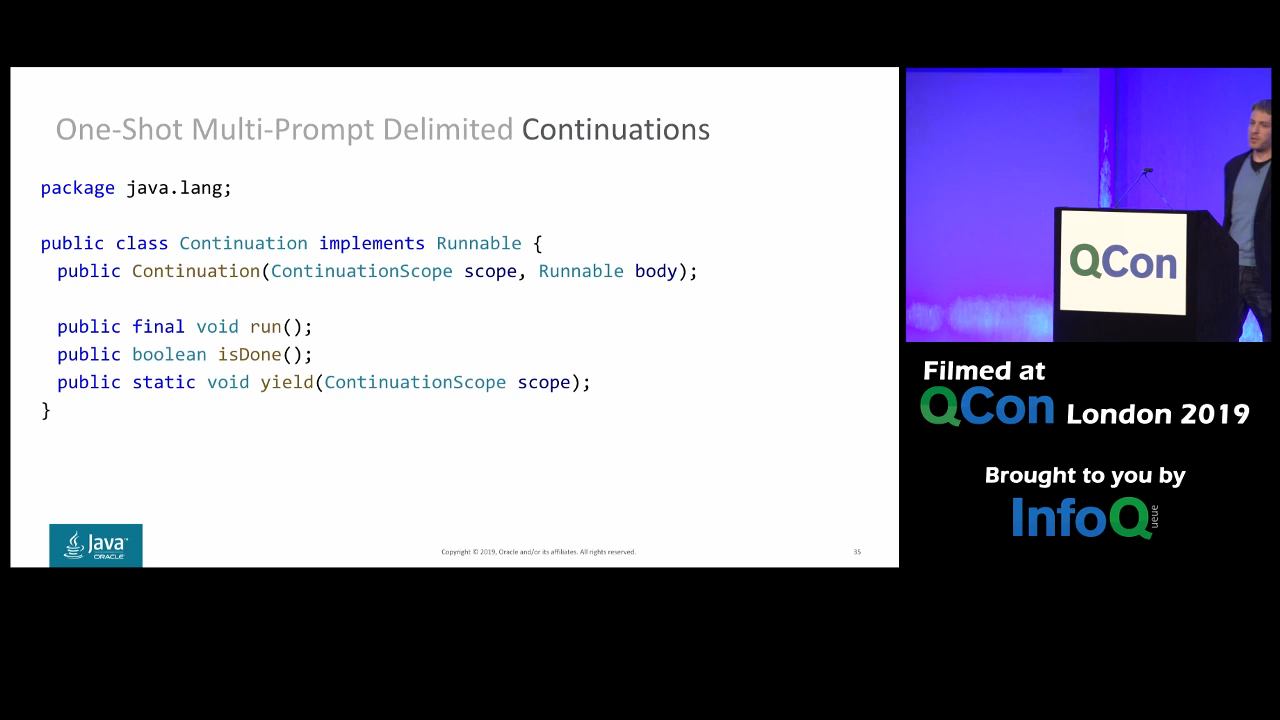 One-Shot Multi-Prompt Delimited Continuations
package java.lang;
public class Continuation implements Runnable {
public Continuation(ContinuationScope scope, Runnable body);
public final void run();
public boolean isDone();
public static void yield(ContinuationScope scope);
}
Java™
ORACLE
Copyright © 2019, Oracle and/or its affiliates. All rights reserved.
35
QCon
Filmed at
QCon London 2019
Brought to you by
InfoQueue